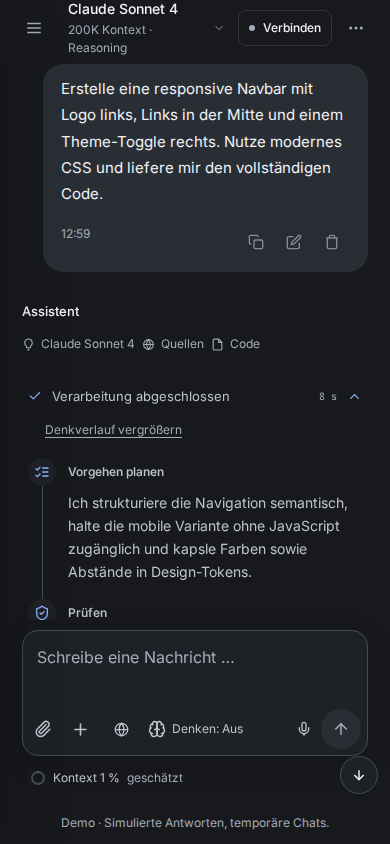 Claude Sonnet 4
200K Kontext ·
Reasoning
Verbinden
Erstelle eine responsive Navbar mit
Logo links, Links in der Mitte und einem
Theme-Toggle rechts. Nutze modernes
CSS und liefere mir den vollständigen
Code.
12:59
Assistent
Claude Sonnet 4 Quellen Code
Verarbeitung abgeschlossen 8 s
Denkverlauf vergrößern
Vorgehen planen
Ich strukturiere die Navigation semantisch,
halte die mobile Variante ohne JavaScript
zugänglich und kapsle Farben sowie
Abstände in Design-Tokens.
Prüfen
Schreibe eine Nachricht ...
Denken: Aus
Kontext 1 % geschätzt
Demo · Simulierte Antworten, temporäre Chats.